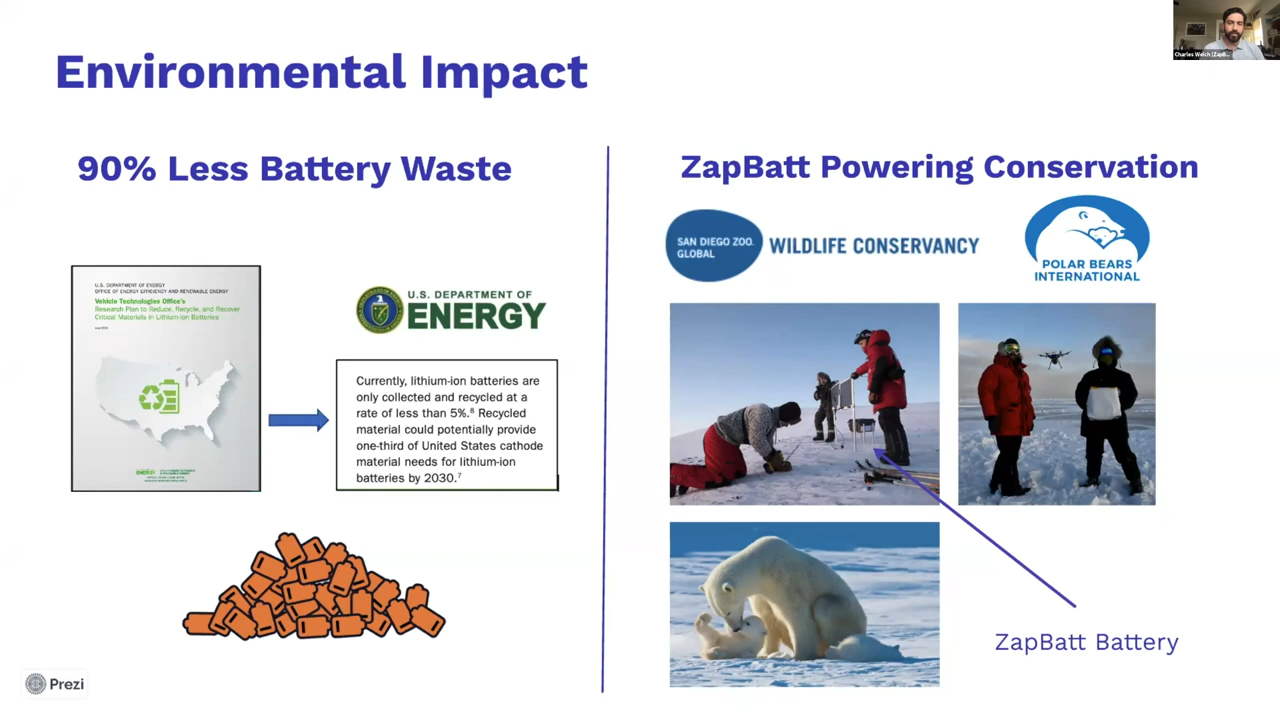 Charles Welch (ZapB...
Environmental Impact
90% Less Battery Waste
U.S. DEPARTMENT OF ENERGY
OFFICE OF ENERGY EFFICIENCY AND RENEWABLE ENERGY
Vehicle Technologies Office's
Research Plan to Reduce, Recycle, and Recover
Critical Materials in Lithium-Ion Batteries
ENERGY
U.S. DEPARTMENT OF
ENERGY
Currently, lithium-ion batteries are
only collected and recycled at a
rate of less than 5%.⁸ Recycled
material could potentially provide
one-third of United States cathode
material needs for lithium-ion
batteries by 2030.⁷
ZapBatt Powering Conservation
SAN DIEGO ZOO
GLOBAL
WILDLIFE CONSERVANCY
POLAR BEARS
INTERNATIONAL
ZapBatt Battery
Prezi